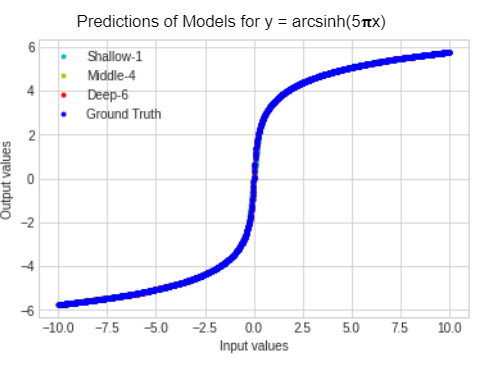 Predictions of Models for y = arcsinh(5πx)
6
4
2
0
−2
−4
−6
Output values
Shallow-1
Middle-4
Deep-6
Ground Truth
−10.0 −7.5 −5.0 −2.5 0.0 2.5 5.0 7.5 10.0
Input values